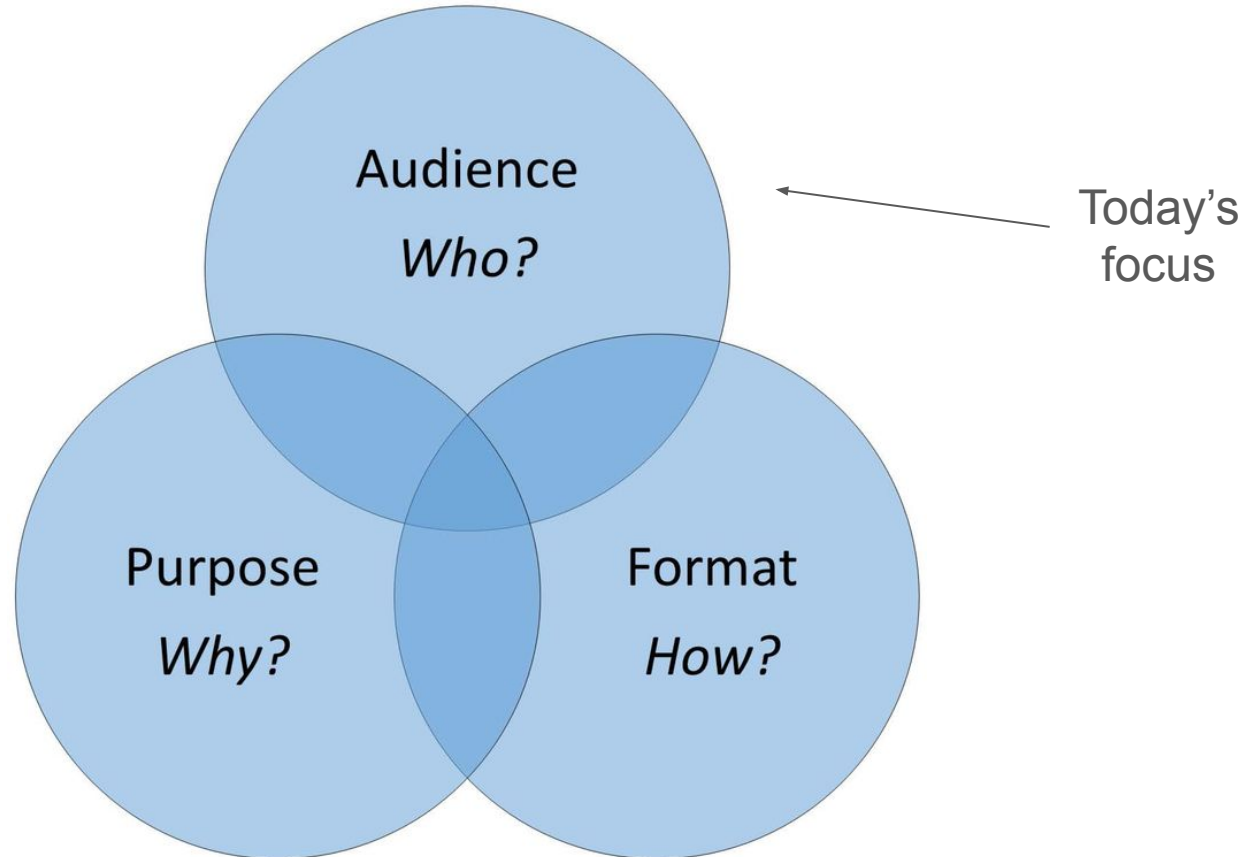 Audience
Who?
Today’s
focus
Purpose
Why?
Format
How?